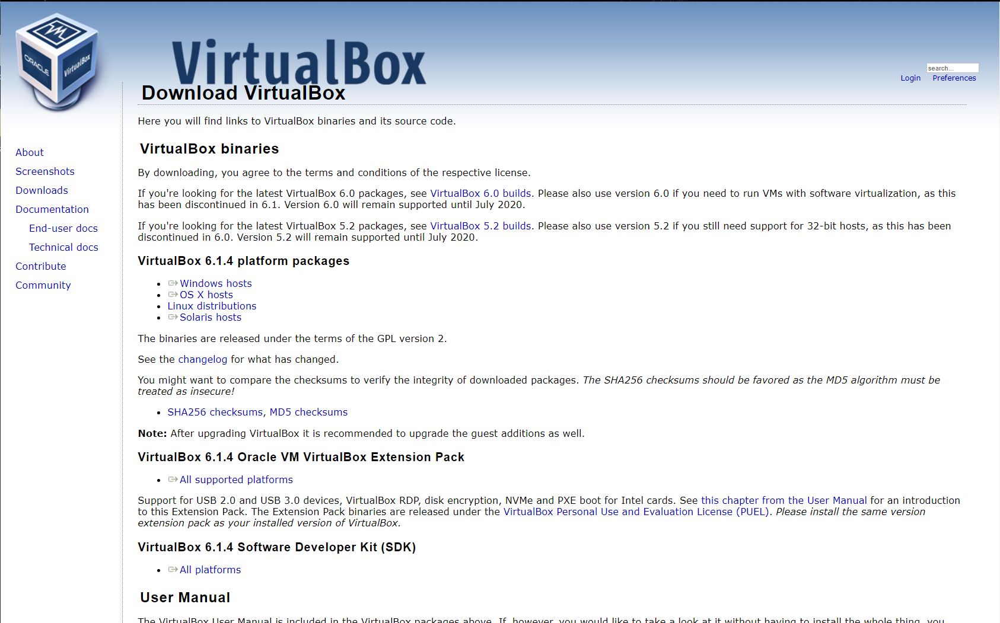 ORACLE
VirtualBox
VirtualBox
search...
Login Preferences
Download VirtualBox
Here you will find links to VirtualBox binaries and its source code.
About
Screenshots
Downloads
Documentation
End-user docs
Technical docs
Contribute
Community
VirtualBox binaries
By downloading, you agree to the terms and conditions of the respective license.
If you're looking for the latest VirtualBox 6.0 packages, see VirtualBox 6.0 builds. Please also use version 6.0 if you need to run VMs with software virtualization, as this
has been discontinued in 6.1. Version 6.0 will remain supported until July 2020.
If you're looking for the latest VirtualBox 5.2 packages, see VirtualBox 5.2 builds. Please also use version 5.2 if you still need support for 32-bit hosts, as this has been
discontinued in 6.0. Version 5.2 will remain supported until July 2020.
VirtualBox 6.1.4 platform packages
Windows hosts
OS X hosts
Linux distributions
Solaris hosts
The binaries are released under the terms of the GPL version 2.
See the changelog for what has changed.
You might want to compare the checksums to verify the integrity of downloaded packages. The SHA256 checksums should be favored as the MD5 algorithm must be
treated as insecure!
SHA256 checksums, MD5 checksums
Note: After upgrading VirtualBox it is recommended to upgrade the guest additions as well.
VirtualBox 6.1.4 Oracle VM VirtualBox Extension Pack
All supported platforms
Support for USB 2.0 and USB 3.0 devices, VirtualBox RDP, disk encryption, NVMe and PXE boot for Intel cards. See this chapter from the User Manual for an introduction
to this Extension Pack. The Extension Pack binaries are released under the VirtualBox Personal Use and Evaluation License (PUEL). Please install the same version
extension pack as your installed version of VirtualBox.
VirtualBox 6.1.4 Software Developer Kit (SDK)
All platforms
User Manual
The VirtualBox User Manual is included in the VirtualBox packages above. If, however, you would like to take a look at it without having to install the whole thing, you